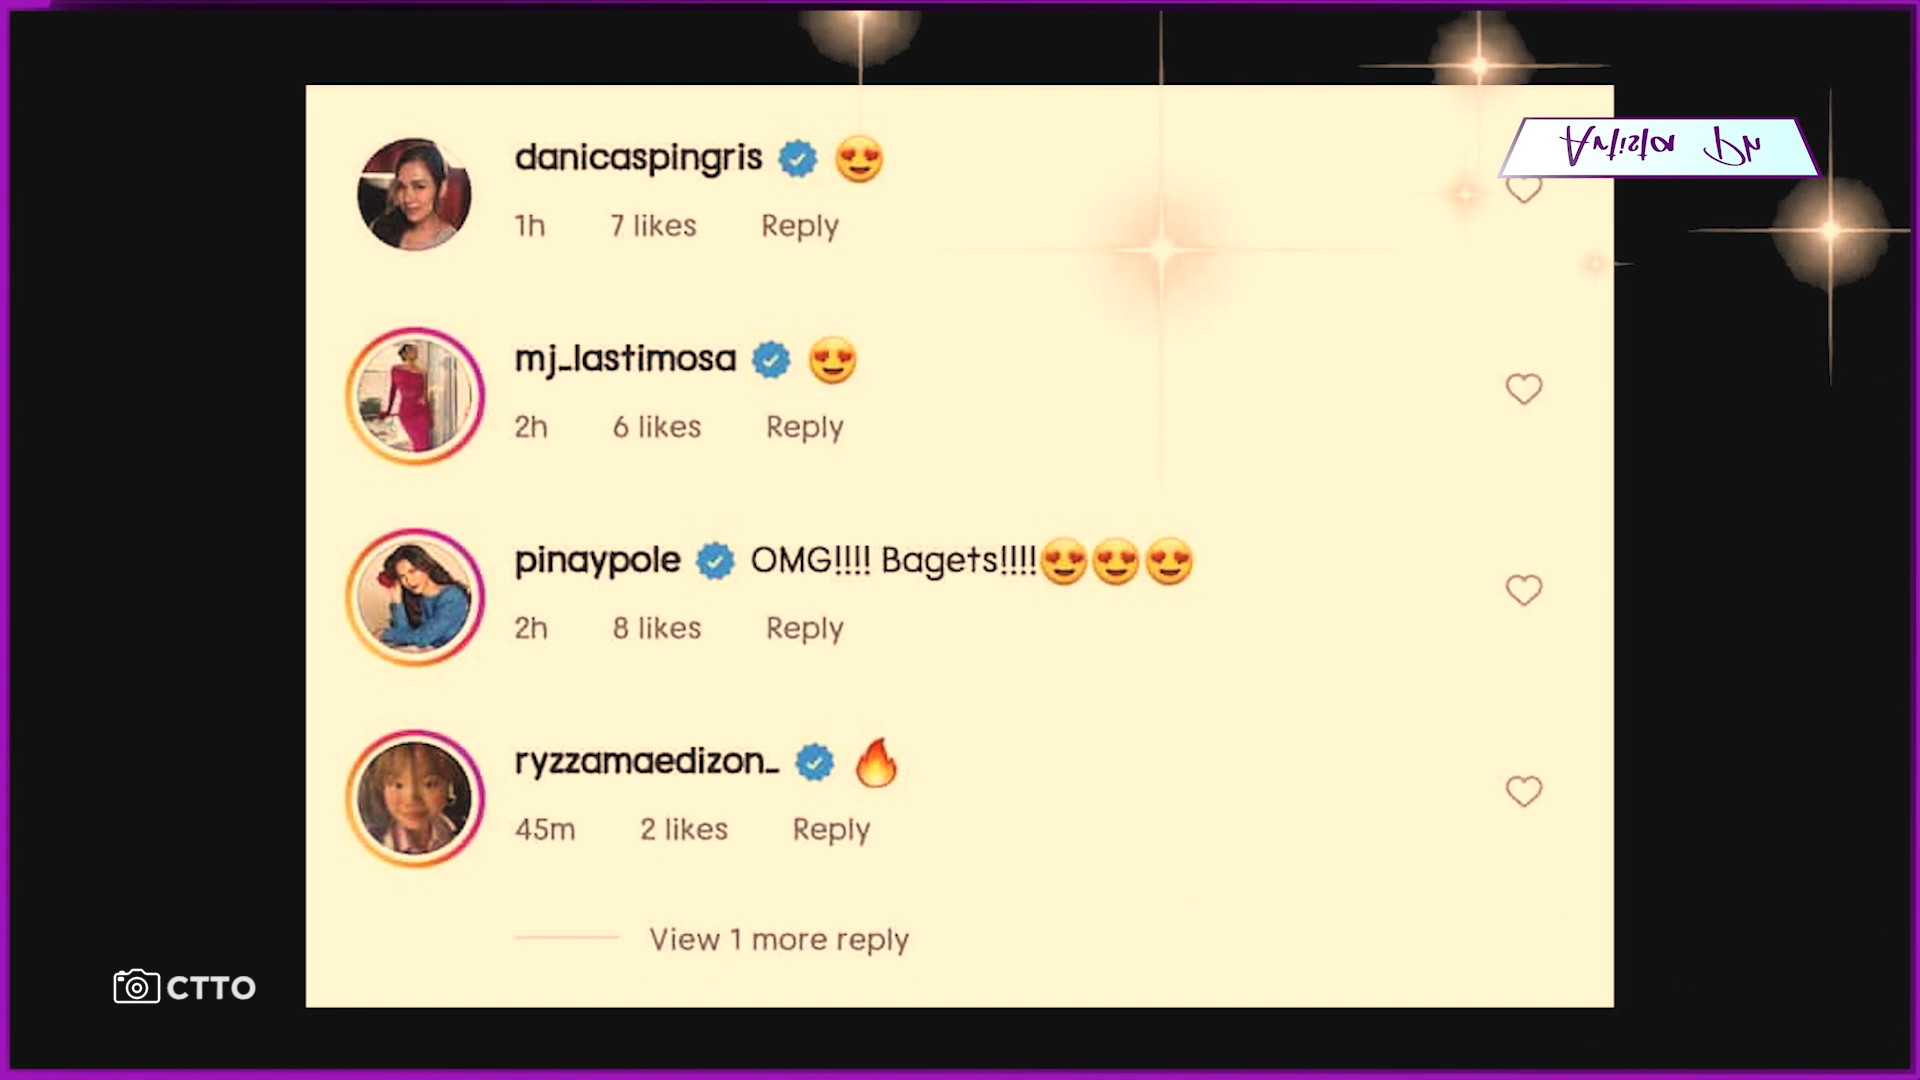 danicaspingris 😍
1h 7 likes Reply
mj_lastimosa 😍
2h 6 likes Reply
pinaypole OMG!!!! Bagets!!!!😍😍😍
2h 8 likes Reply
ryzzamaedizon_ 🔥
45m 2 likes Reply
View 1 more reply
CTTO